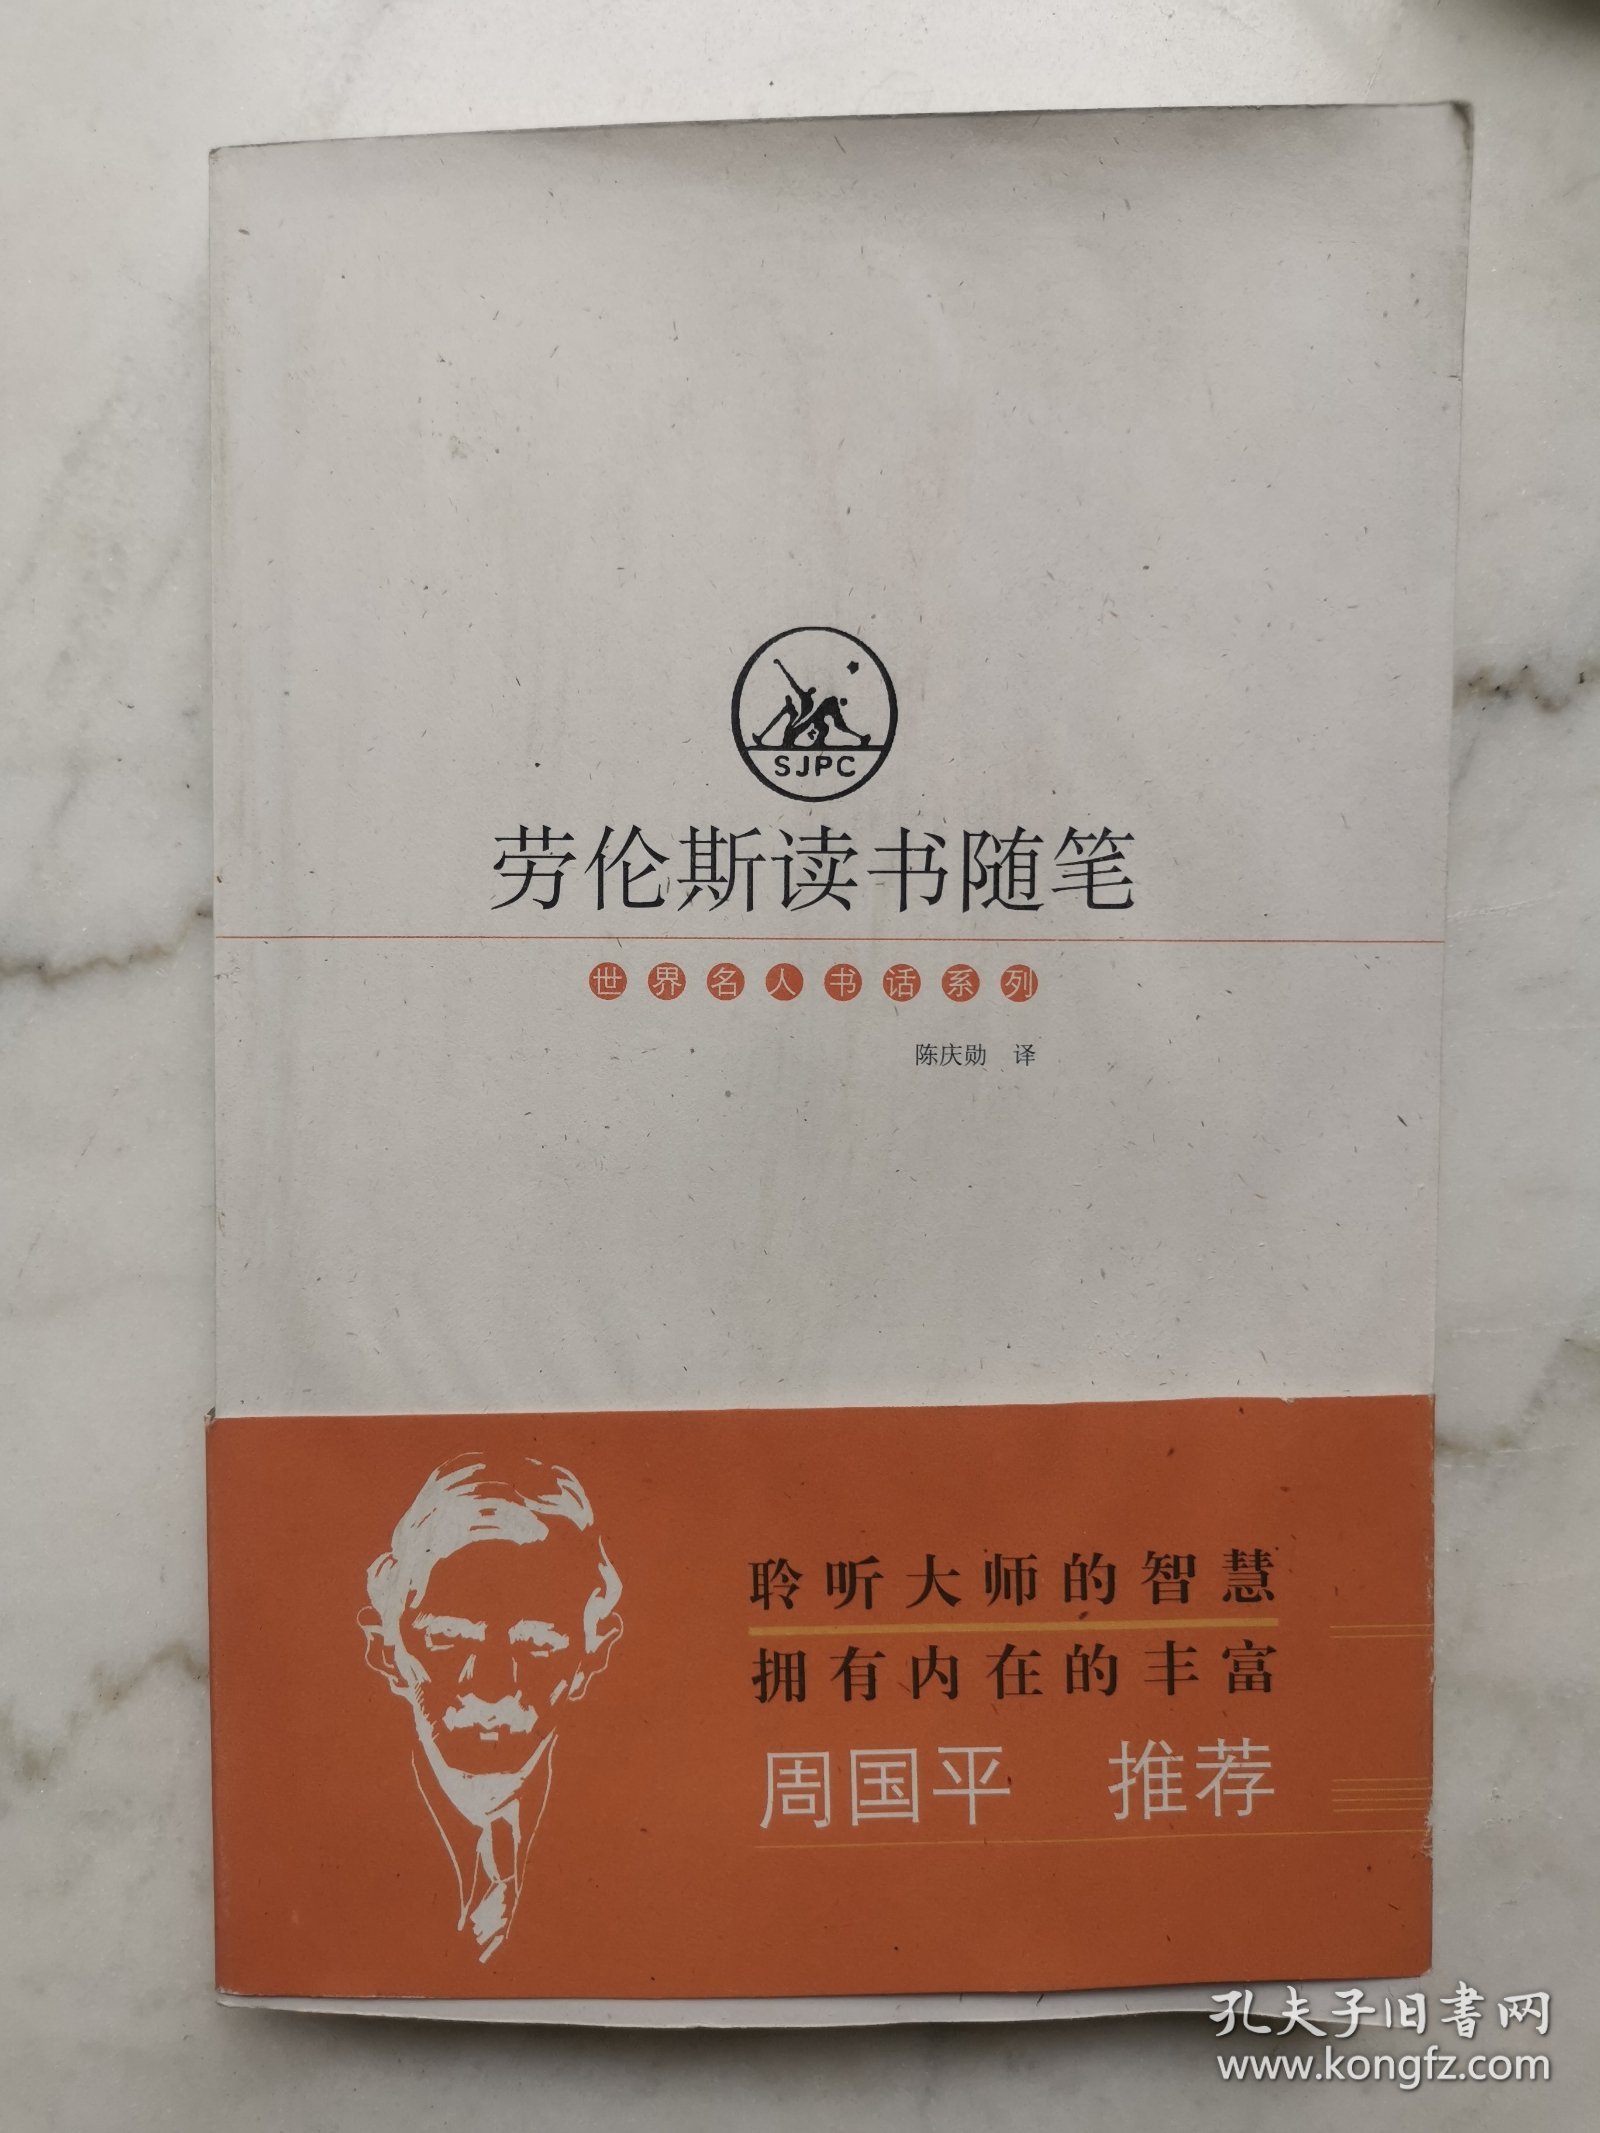 SJPC
劳伦斯读书随笔
世界名人书话系列
陈庆勋 译
聆听大师的智慧
拥有内在的丰富
周国平 推荐
孔夫子旧书网
www.kongfz.com